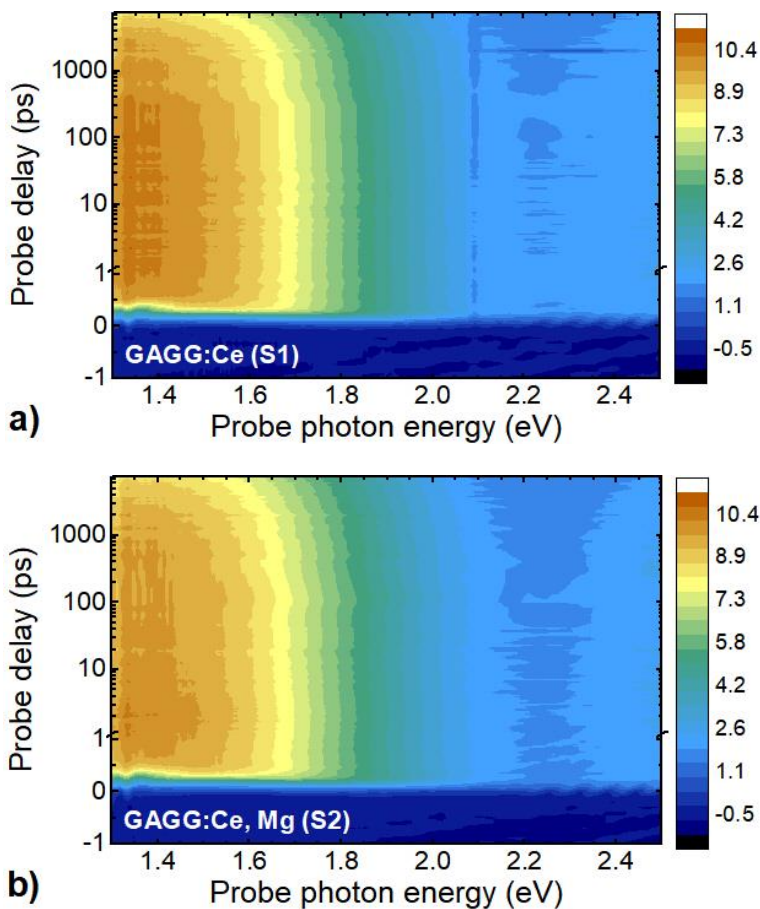 1000
100
10
1
0
-1
Probe delay (ps)
GAGG:Ce (S1)
1.4 1.6 1.8 2.0 2.2 2.4
Probe photon energy (eV)
10.4
8.9
7.3
5.8
4.2
2.6
1.1
-0.5
a)
1000
100
10
1
0
-1
Probe delay (ps)
GAGG:Ce, Mg (S2)
1.4 1.6 1.8 2.0 2.2 2.4
Probe photon energy (eV)
10.4
8.9
7.3
5.8
4.2
2.6
1.1
-0.5
b)